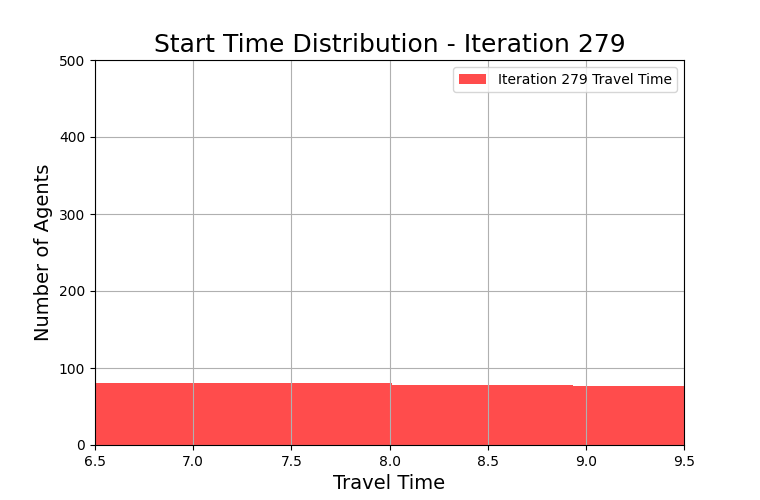 Start Time Distribution - Iteration 279
500
400
300
200
100
0
Number of Agents
Iteration 279 Travel Time
6.5 7.0 7.5 8.0 8.5 9.0 9.5
Travel Time